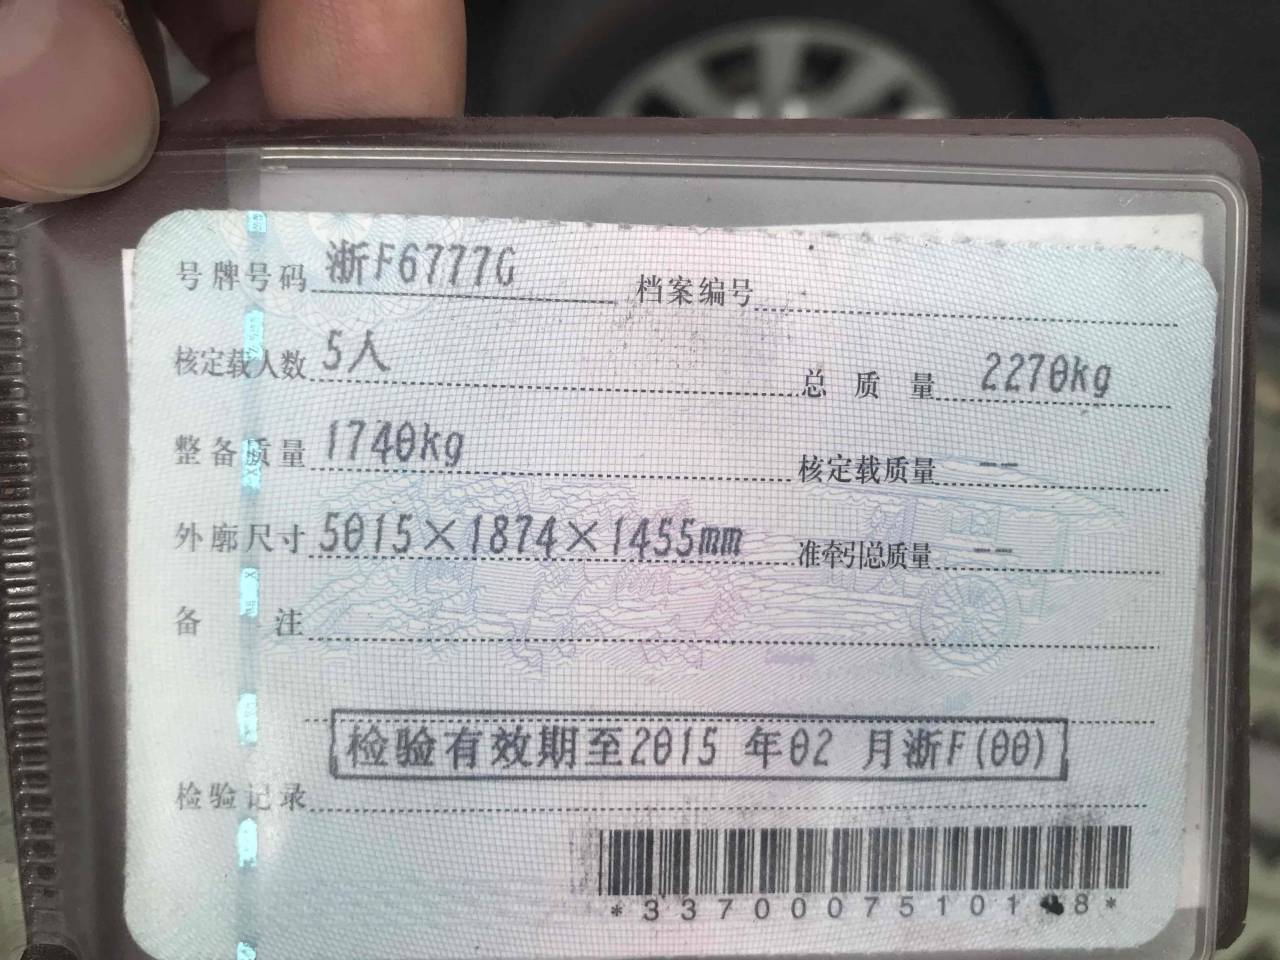 号牌号码 浙F6777G 档案编号
核定载人数 5人 总质量 2270kg
整备质量 1740kg 核定载质量 --
外廓尺寸 5015×1874×1455mm 准牵引总质量 --
备注
检验有效期至2015 年02 月浙F(00)
检验记录